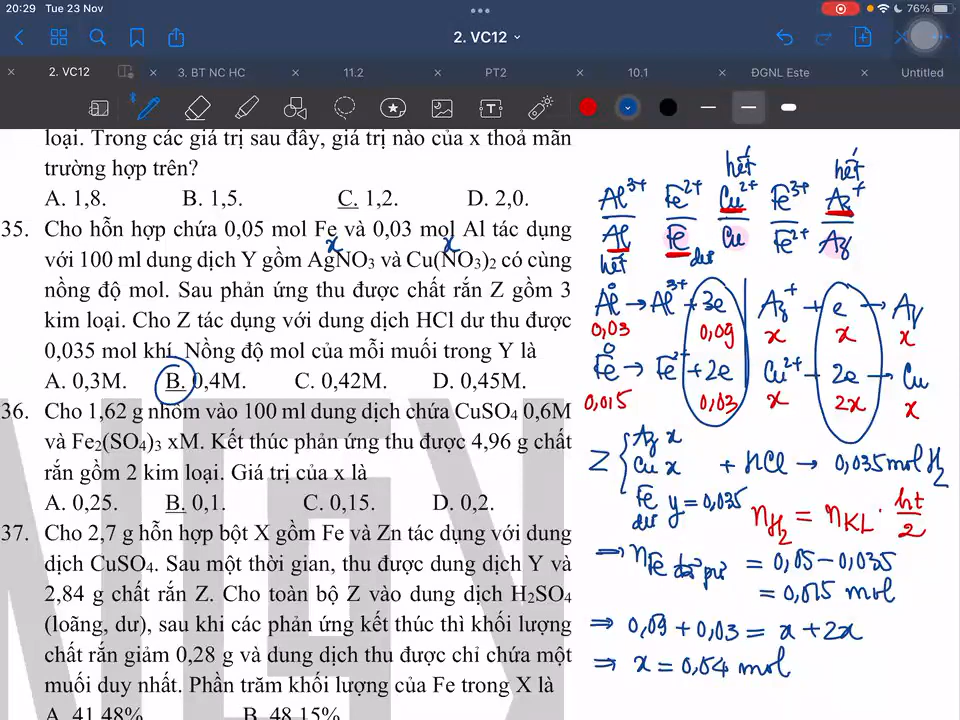 20:29 Tue 23 Nov
76%
2. VC12
2. VC12
3. BT NC HC
11.2
PT2
10.1
ĐGNL Este
Untitled
loại. Trong các giá trị sau đây, giá trị nào của x thoả mãn
trường hợp trên?
A. 1,8. B. 1,5. C. 1,2. D. 2,0.
35. Cho hỗn hợp chứa 0,05 mol Fe và 0,03 mol Al tác dụng
x x
với 100 ml dung dịch Y gồm AgNO3 và Cu(NO3)2 có cùng
nồng độ mol. Sau phản ứng thu được chất rắn Z gồm 3
kim loại. Cho Z tác dụng với dung dịch HCl dư thu được
0,035 mol khí. Nồng độ mol của mỗi muối trong Y là
A. 0,3M. B. 0,4M. C. 0,42M. D. 0,45M.
36. Cho 1,62 g nhôm vào 100 ml dung dịch chứa CuSO4 0,6M
và Fe2(SO4)3 xM. Kết thúc phản ứng thu được 4,96 g chất
rắn gồm 2 kim loại. Giá trị của x là
A. 0,25. B. 0,1. C. 0,15. D. 0,2.
37. Cho 2,7 g hỗn hợp bột X gồm Fe và Zn tác dụng với dung
dịch CuSO4. Sau một thời gian, thu được dung dịch Y và
2,84 g chất rắn Z. Cho toàn bộ Z vào dung dịch H2SO4
(loãng, dư), sau khi các phản ứng kết thúc thì khối lượng
chất rắn giảm 0,28 g và dung dịch thu được chỉ chứa một
muối duy nhất. Phần trăm khối lượng của Fe trong X là
A. 41,48%. B. 48,15%.
hết hết
Al3+ Fe2+ Cu2+ Fe3+ Ag+
Al Fe Cu Fe2+ Ag
hết dư
Al0 → Al3+ + 3e Ag+ + e → Ag
0,03 0,09 x x x
Fe0 → Fe2+ + 2e Cu2+ + 2e → Cu
0,015 0,03 x 2x x
Z { Ag x
Cu x + HCl → 0,035 mol H2
Fe dư y = 0,035
nH2 = nKL . ht/2
⇒ nFe pứ = 0,05 - 0,035
= 0,015 mol
⇒ 0,09 + 0,03 = x + 2x
⇒ x = 0,04 mol